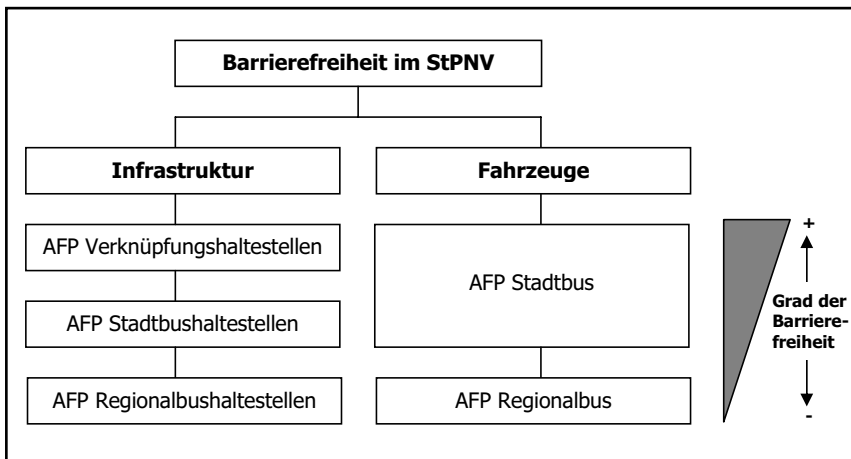 Barrierefreiheit im StPNV
Infrastruktur
Fahrzeuge
AFP Verknüpfungshaltestellen
AFP Stadtbushaltestellen
AFP Regionalbushaltestellen
AFP Stadtbus
AFP Regionalbus
+
Grad der
Barriere-
freiheit
-